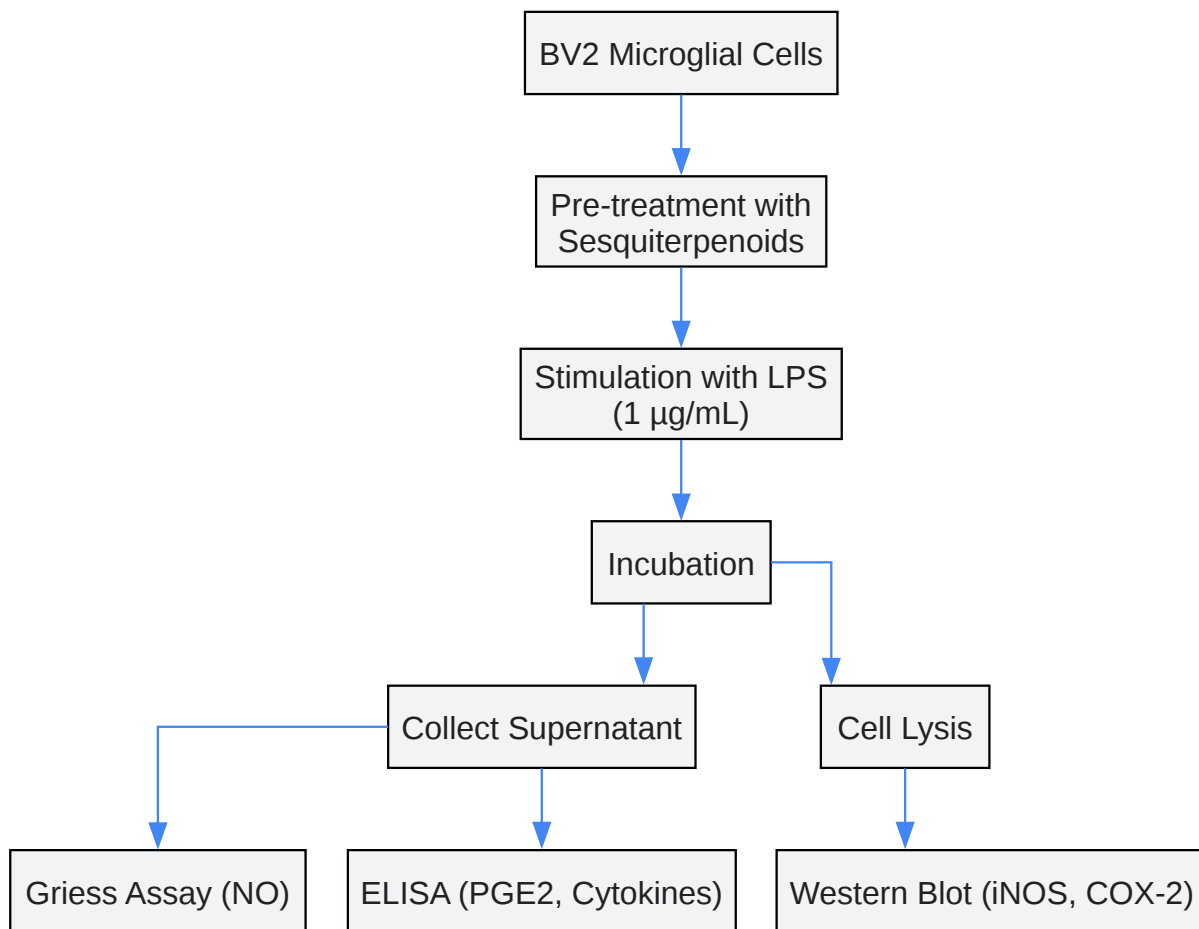 BV2 Microglial Cells
Pre-treatment with
Sesquiterpenoids
Stimulation with LPS
(1 µg/mL)
Incubation
Collect Supernatant
Cell Lysis
Griess Assay (NO)
ELISA (PGE2, Cytokines)
Western Blot (iNOS, COX-2)